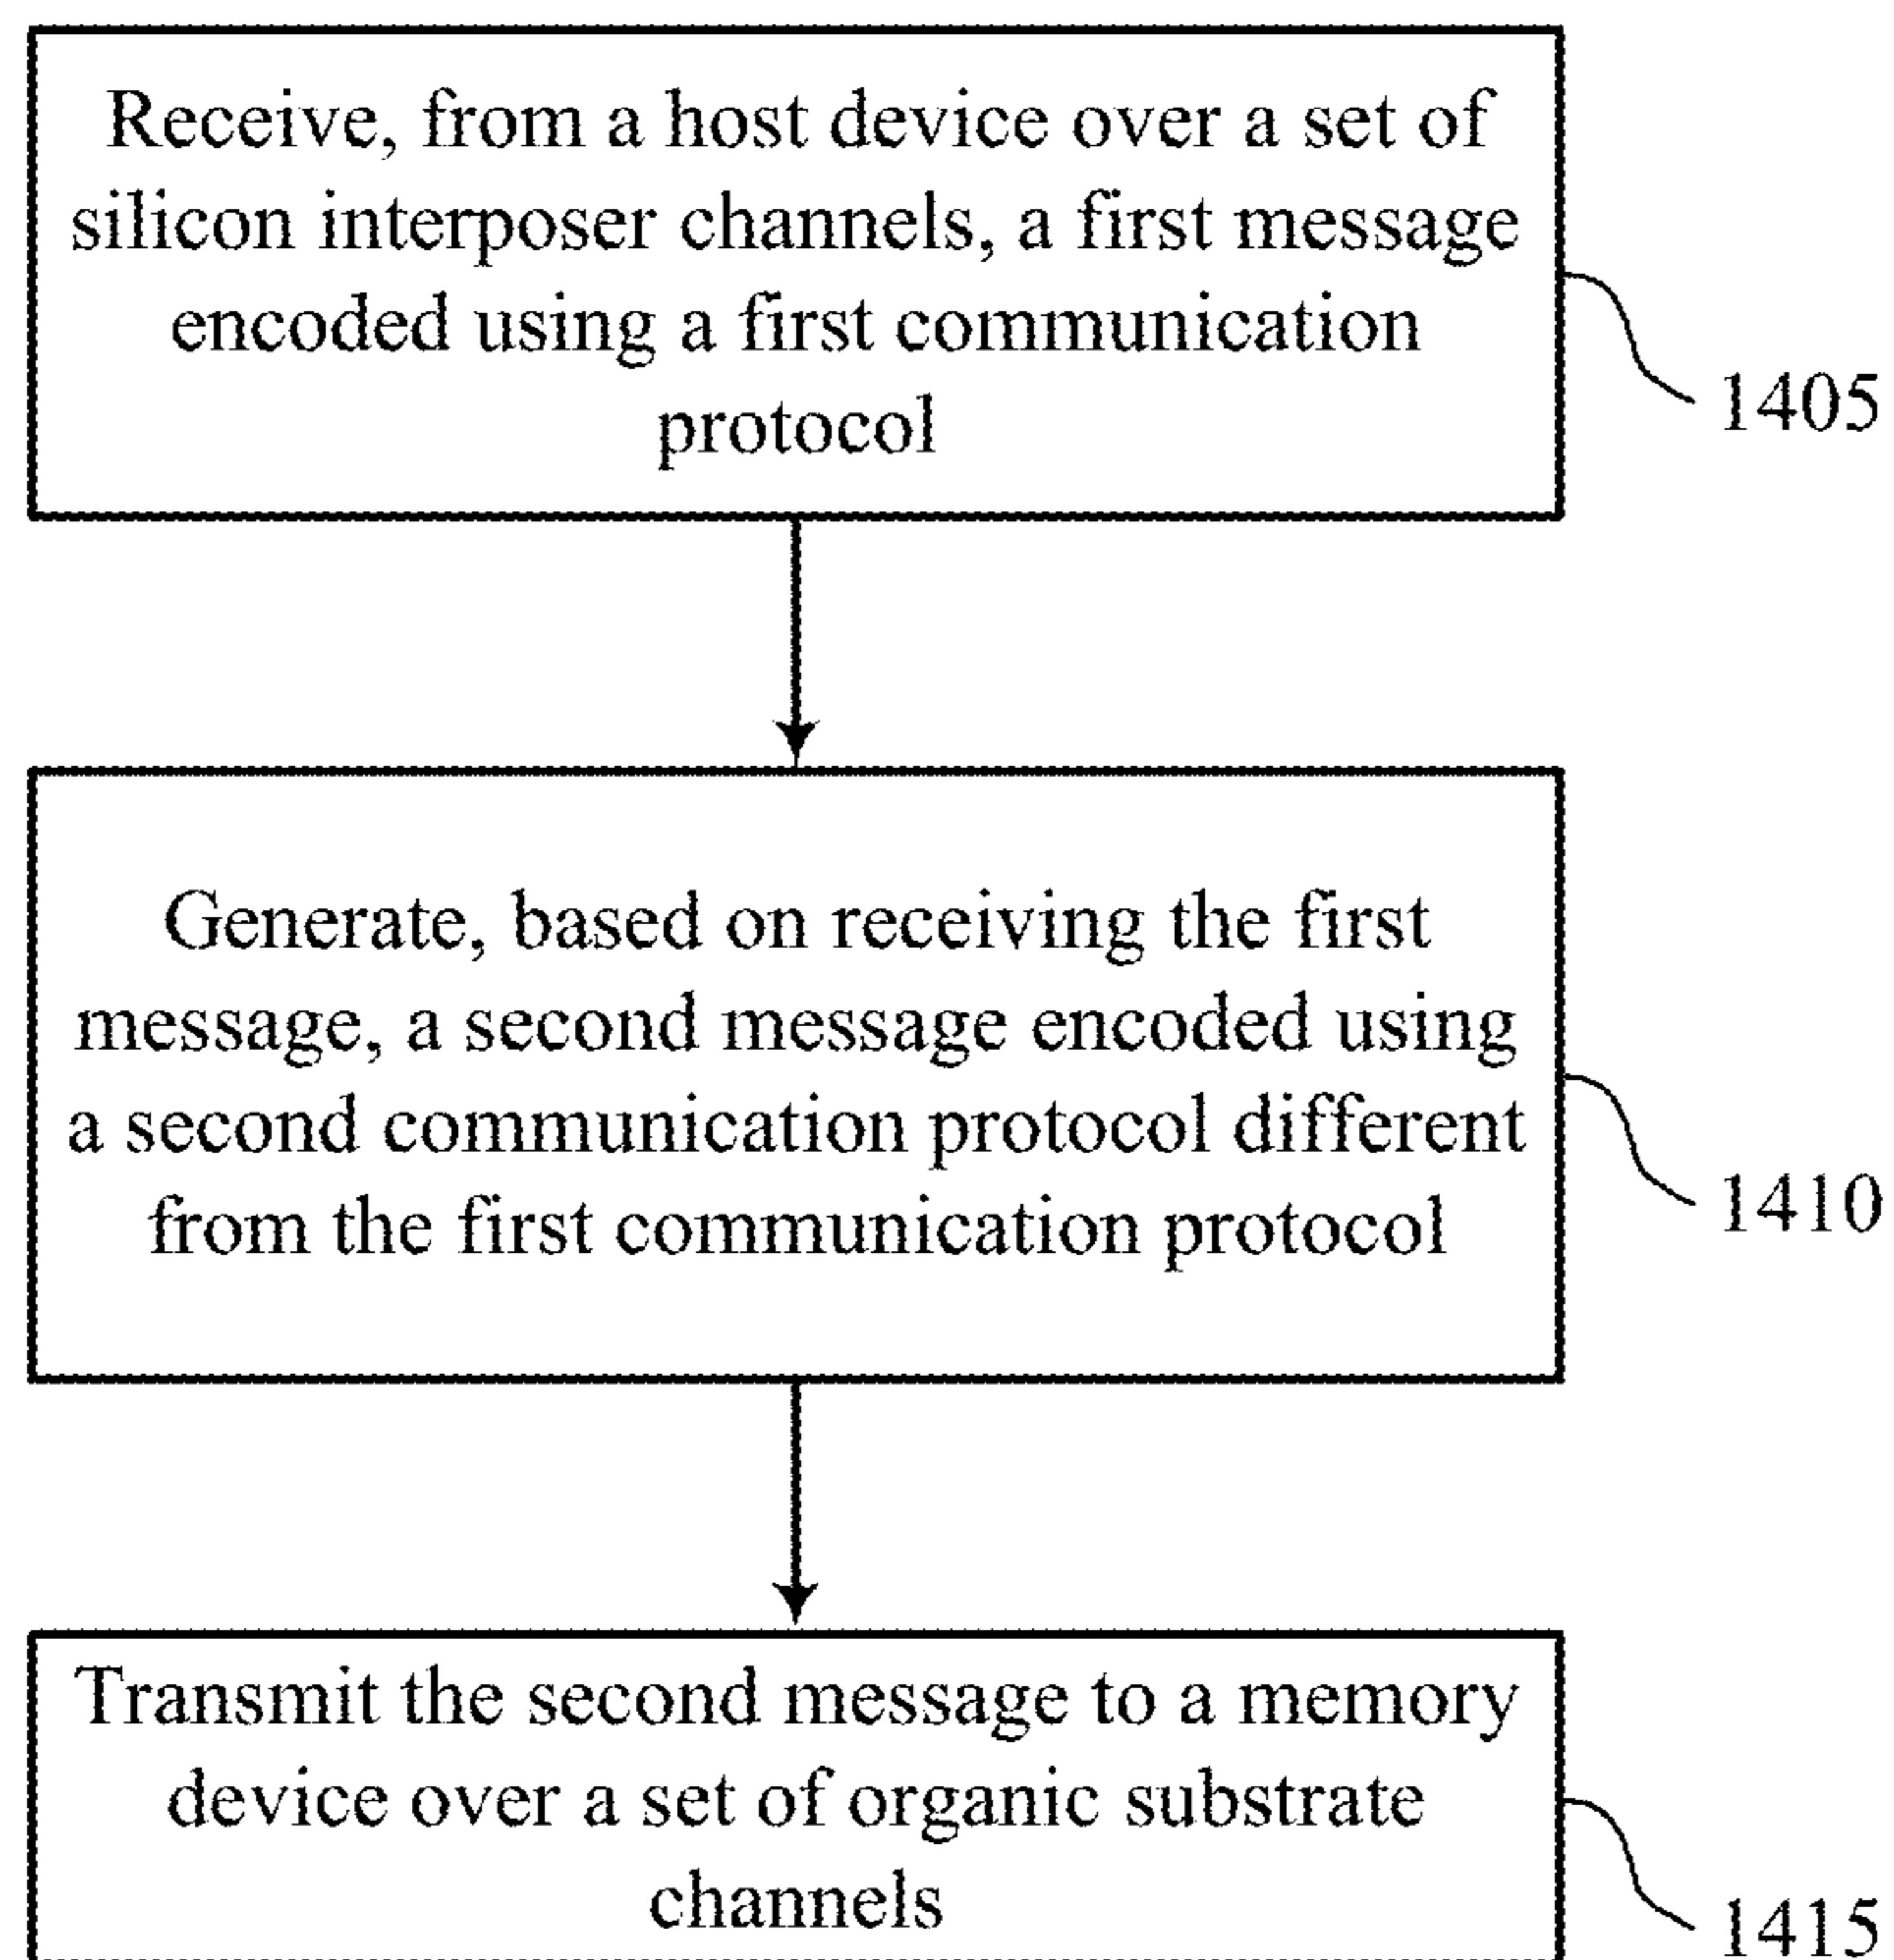 Receive, from a host device over a set of
silicon interposer channels, a first message
encoded using a first communication
protocol
1405
Generate, based on receiving the first
message, a second message encoded using
a second communication protocol different
from the first communication protocol
1410
Transmit the second message to a memory
device over a set of organic substrate
channels
1415